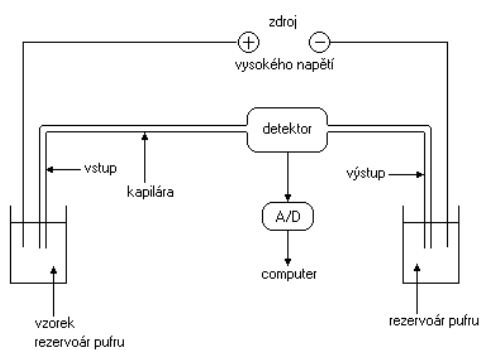 zdroj
+ −
vysokého napětí
detektor
vstup
kapilára
výstup
A/D
computer
vzorek
rezervoár pufru
rezervoár pufru